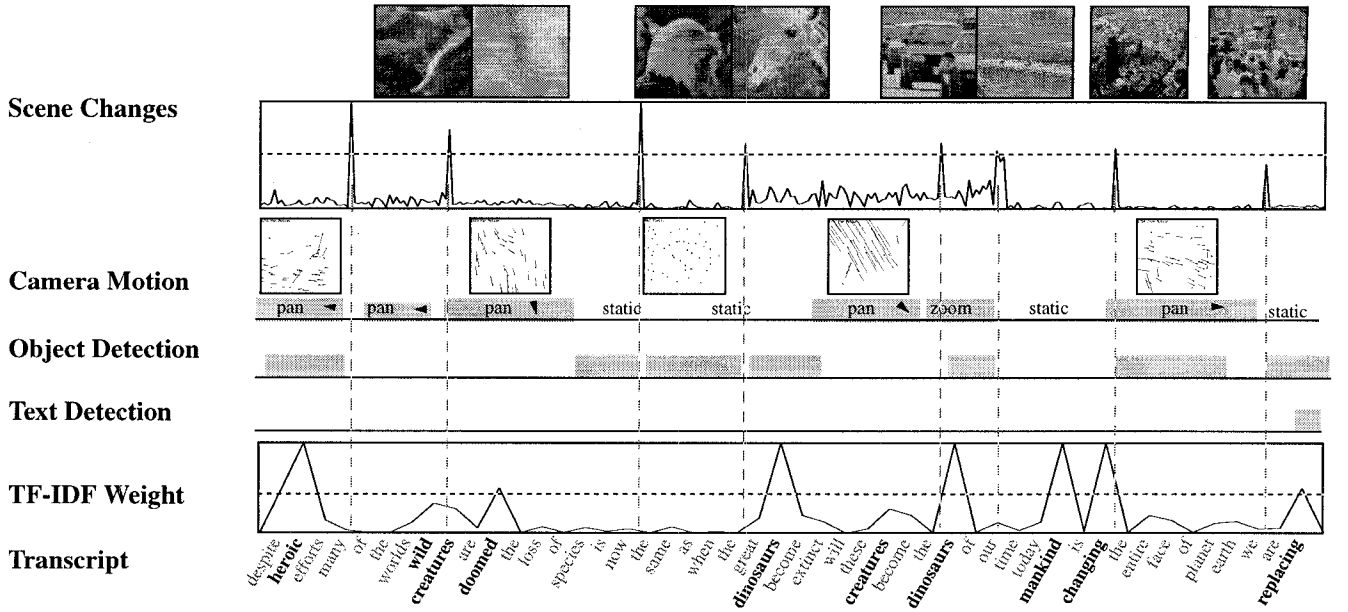 Scene Changes
Camera Motion
pan pan pan static static pan zoom static pan static
Object Detection
Text Detection
TF-IDF Weight
Transcript
despite heroic efforts many of the worlds wild creatures are doomed the loss of species is now the same as when the great dinosaurs become extinct will these creatures become the dinosaurs of our time today mankind is changing the entire face of planet earth we are replacing